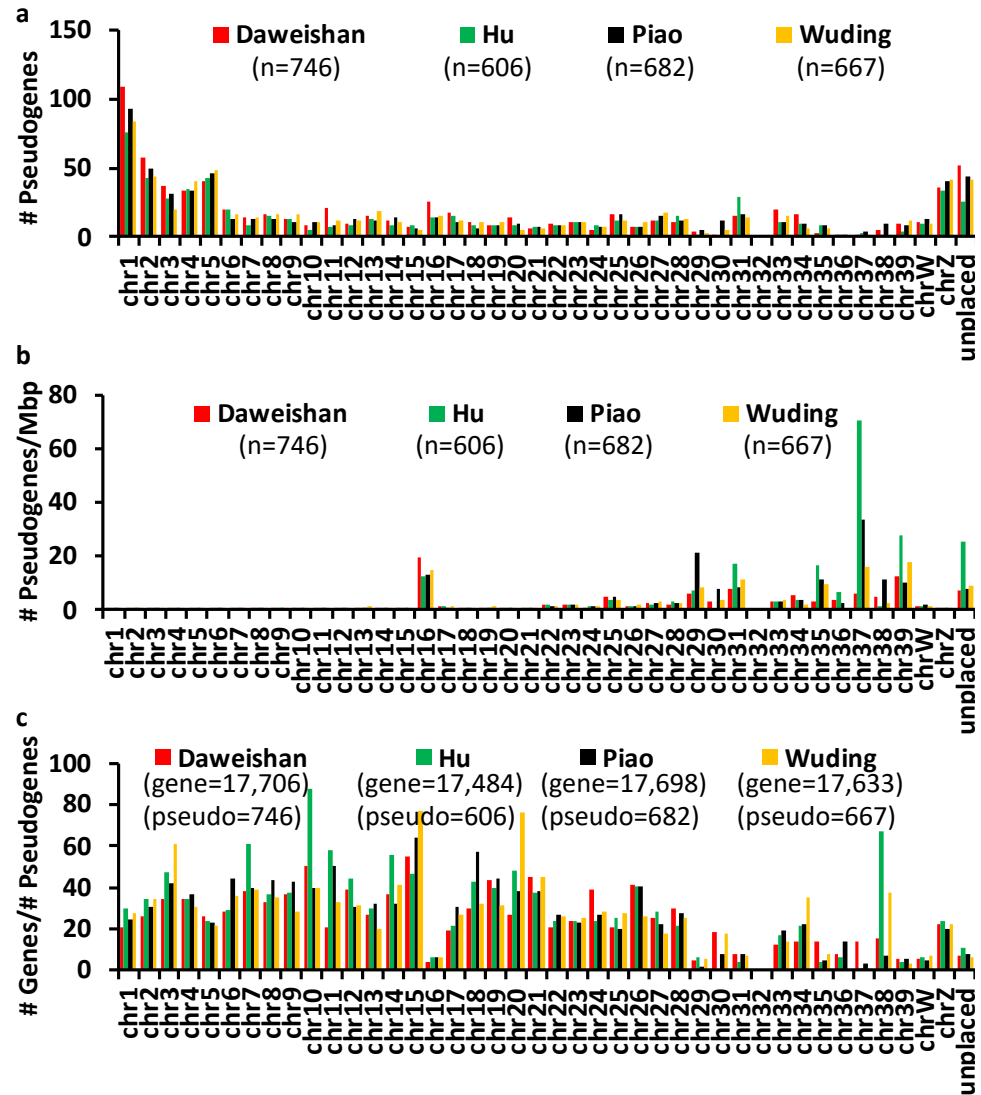 a
# Pseudogenes
150
100
50
0
Daweishan Hu Piao Wuding
(n=746) (n=606) (n=682) (n=667)
chr1 chr2 chr3 chr4 chr5 chr6 chr7 chr8 chr9 chr10 chr11 chr12 chr13 chr14 chr15 chr16 chr17 chr18 chr19 chr20 chr21 chr22 chr23 chr24 chr25 chr26 chr27 chr28 chr29 chr30 chr31 chr32 chr33 chr34 chr35 chr36 chr37 chr38 chr39 chrW chrZ unplaced
b
# Pseudogenes/Mbp
80
60
40
20
0
Daweishan Hu Piao Wuding
(n=746) (n=606) (n=682) (n=667)
chr1 chr2 chr3 chr4 chr5 chr6 chr7 chr8 chr9 chr10 chr11 chr12 chr13 chr14 chr15 chr16 chr17 chr18 chr19 chr20 chr21 chr22 chr23 chr24 chr25 chr26 chr27 chr28 chr29 chr30 chr31 chr32 chr33 chr34 chr35 chr36 chr37 chr38 chr39 chrW chrZ unplaced
c
# Genes/# Pseudogenes
100
80
60
40
20
0
Daweishan Hu Piao Wuding
(gene=17,706) (gene=17,484) (gene=17,698) (gene=17,633)
(pseudo=746) (pseudo=606) (pseudo=682) (pseudo=667)
chr1 chr2 chr3 chr4 chr5 chr6 chr7 chr8 chr9 chr10 chr11 chr12 chr13 chr14 chr15 chr16 chr17 chr18 chr19 chr20 chr21 chr22 chr23 chr24 chr25 chr26 chr27 chr28 chr29 chr30 chr31 chr32 chr33 chr34 chr35 chr36 chr37 chr38 chr39 chrW chrZ unplaced